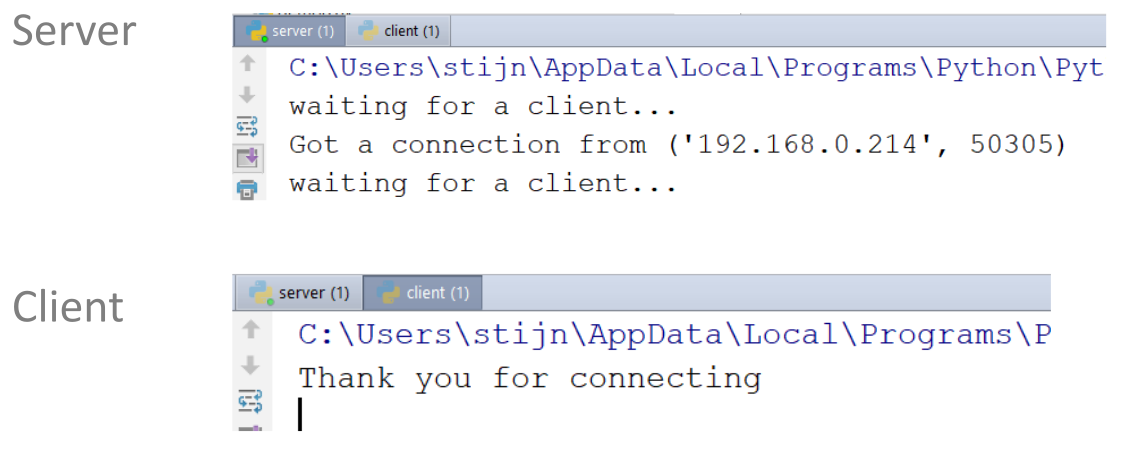 Server
server (1) client (1)
C:\Users\stijn\AppData\Local\Programs\Python\Pyt
waiting for a client...
Got a connection from ('192.168.0.214', 50305)
waiting for a client...
Client
server (1) client (1)
C:\Users\stijn\AppData\Local\Programs\P
Thank you for connecting